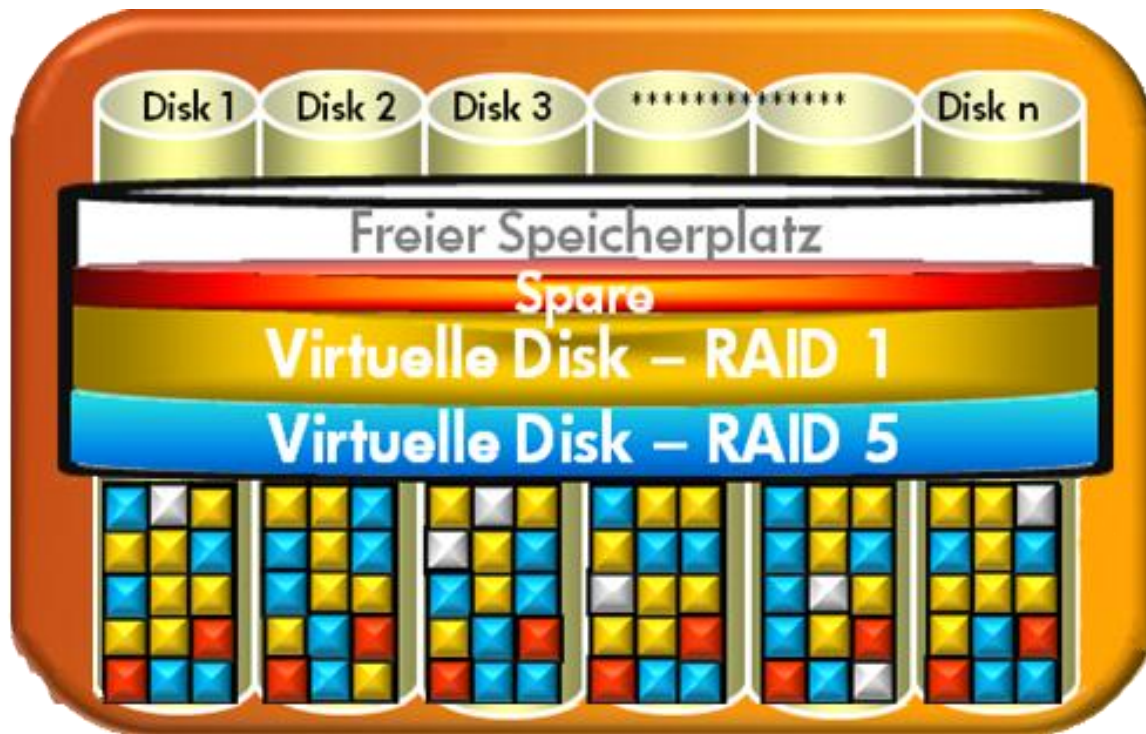 Disk 1 Disk 2 Disk 3 ************** Disk n
Freier Speicherplatz
Spare
Virtuelle Disk – RAID 1
Virtuelle Disk – RAID 5